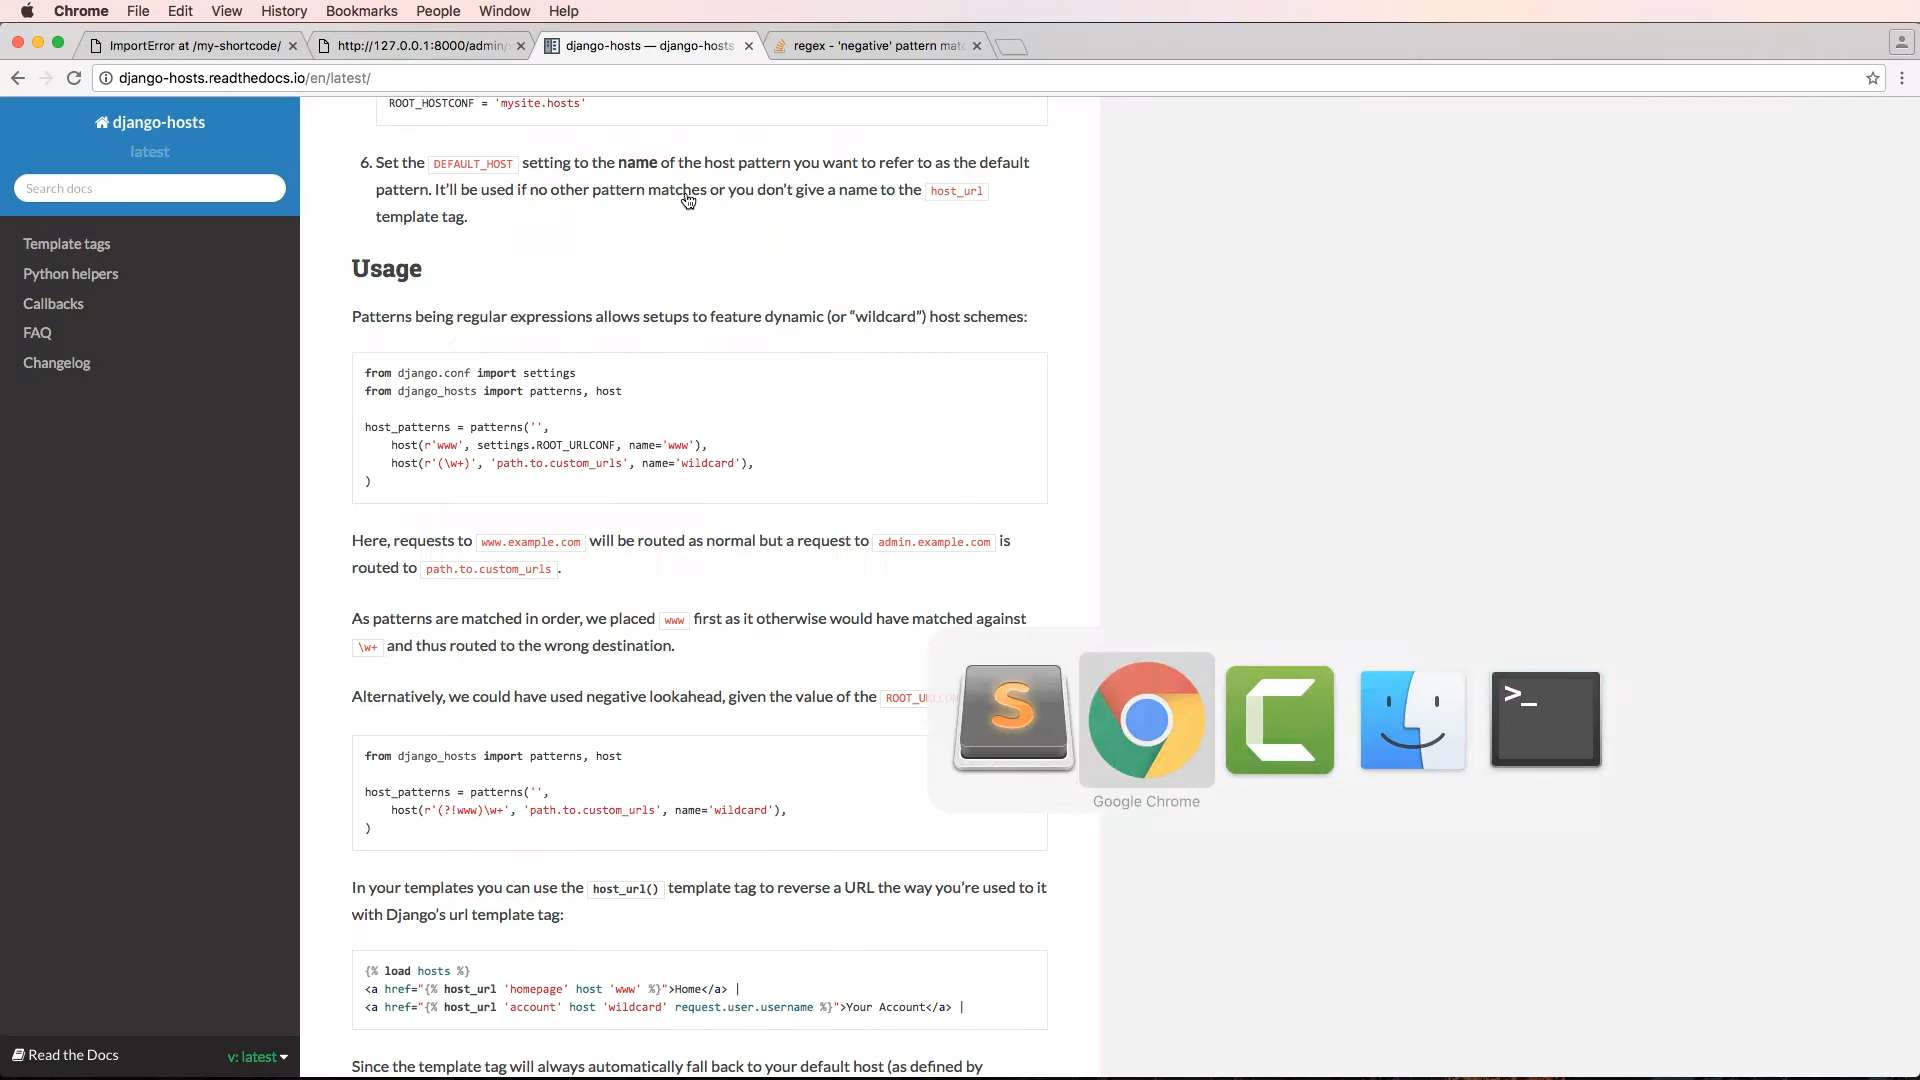 Chrome File Edit View History Bookmarks People Window Help
ImportError at /my-shortcode/
http://127.0.0.1:8000/admin/
django-hosts — django-hosts
regex - 'negative' pattern mat
django-hosts.readthedocs.io/en/latest/
django-hosts
latest
Search docs
Template tags
Python helpers
Callbacks
FAQ
Changelog
Read the Docs
v: latest
ROOT_HOSTCONF = 'mysite.hosts'
6. Set the DEFAULT_HOST setting to the name of the host pattern you want to refer to as the default
pattern. It’ll be used if no other pattern matches or you don’t give a name to the host_url
template tag.
Usage
Patterns being regular expressions allows setups to feature dynamic (or “wildcard”) host schemes:
from django.conf import settings
from django_hosts import patterns, host
host_patterns = patterns('',
host(r'www', settings.ROOT_URLCONF, name='www'),
host(r'(\w+)', 'path.to.custom_urls', name='wildcard'),
)
Here, requests to www.example.com will be routed as normal but a request to admin.example.com is
routed to path.to.custom_urls .
As patterns are matched in order, we placed www first as it otherwise would have matched against
\w+ and thus routed to the wrong destination.
Alternatively, we could have used negative lookahead, given the value of the
from django_hosts import patterns, host
host_patterns = patterns('',
host(r'(?!www)\w+', 'path.to.custom_urls', name='wildcard'),
)
In your templates you can use the host_url() template tag to reverse a URL the way you’re used to it
with Django’s url template tag:
{% load hosts %}
<a href="{% host_url 'homepage' host 'www' %}">Home</a> |
<a href="{% host_url 'account' host 'wildcard' request.user.username %}">Your Account</a> |
Since the template tag will always automatically fall back to your default host (as defined by
S
>_
Google Chrome